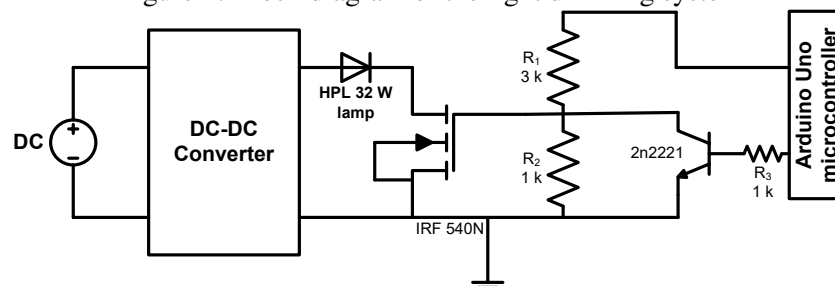 DC
+
−
DC-DC
Converter
HPL 32 W
lamp
IRF 540N
R1
3 k
R2
1 k
2n2221
R3
1 k
Arduino Uno
microcontroller